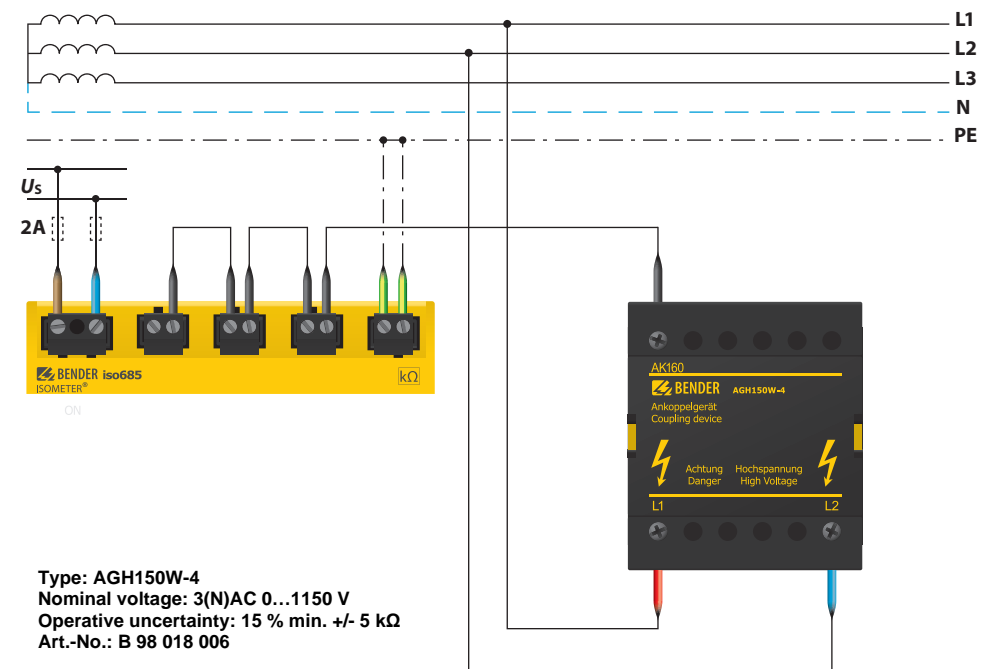 L1
L2
L3
N
PE
Us
2A
BENDER iso685
ISOMETER®
kΩ
ON
AK160
BENDER AGH150W-4
Ankoppelgerät
Coupling device
Achtung Hochspannung
Danger High Voltage
L1 L2
Type: AGH150W-4
Nominal voltage: 3(N)AC 0…1150 V
Operative uncertainty: 15 % min. +/- 5 kΩ
Art.-No.: B 98 018 006